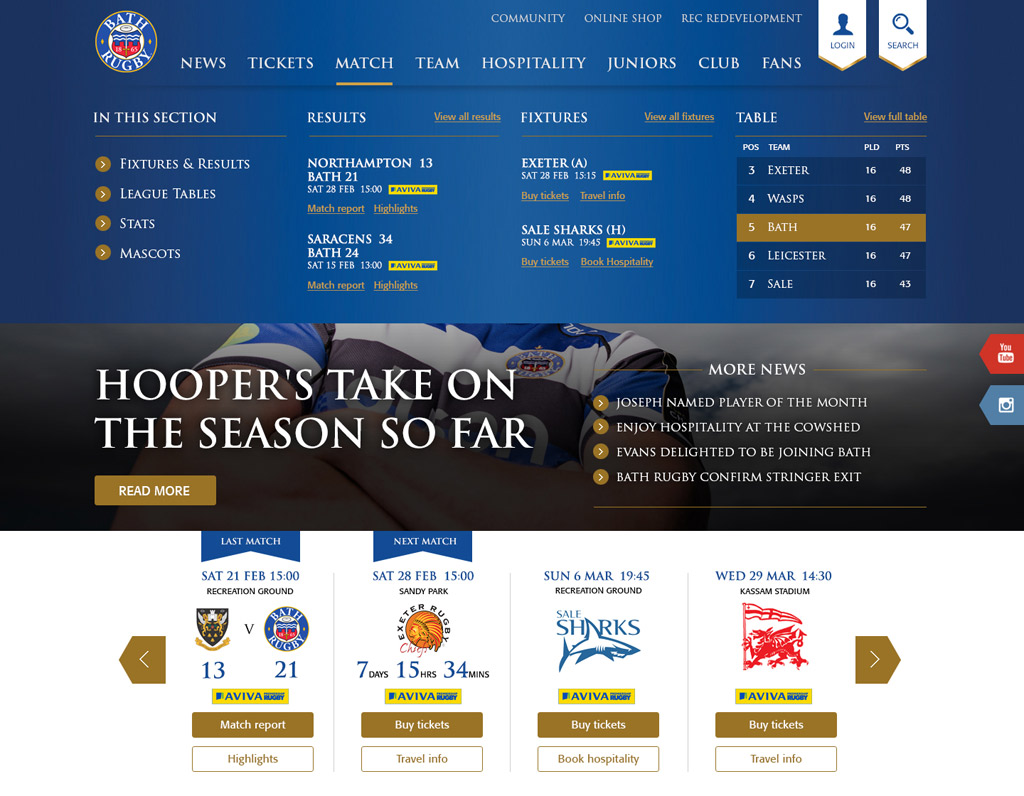 COMMUNITY ONLINE SHOP REC REDEVELOPMENT
BATH
18 65
RUGBY
LOGIN
SEARCH
NEWS TICKETS MATCH TEAM HOSPITALITY JUNIORS CLUB FANS
IN THIS SECTION
FIXTURES & RESULTS
LEAGUE TABLES
STATS
MASCOTS
RESULTS View all results
NORTHAMPTON 13
BATH 21
SAT 28 FEB 15:00 AVIVA RUGBY
Match report Highlights
SARACENS 34
BATH 24
SAT 15 FEB 13:00 AVIVA RUGBY
Match report Highlights
FIXTURES View all fixtures
EXETER (A)
SAT 28 FEB 15:15 AVIVA RUGBY
Buy tickets Travel info
SALE SHARKS (H)
SUN 6 MAR 19:45 AVIVA RUGBY
Buy tickets Book Hospitality
TABLE View full table
POS TEAM PLD PTS
3 EXETER 16 48
4 WASPS 16 48
5 BATH 16 47
6 LEICESTER 16 47
7 SALE 16 43
HOOPER'S TAKE ON
THE SEASON SO FAR
READ MORE
MORE NEWS
JOSEPH NAMED PLAYER OF THE MONTH
ENJOY HOSPITALITY AT THE COWSHED
EVANS DELIGHTED TO BE JOINING BATH
BATH RUGBY CONFIRM STRINGER EXIT
You
Tube
LAST MATCH
SAT 21 FEB 15:00
RECREATION GROUND
V
BATH
RUGBY
13 21
AVIVA RUGBY
Match report
Highlights
NEXT MATCH
SAT 28 FEB 15:00
SANDY PARK
EXETER RUGBY
Chiefs
7 DAYS 15 HRS 34 MINS
AVIVA RUGBY
Buy tickets
Travel info
SUN 6 MAR 19:45
RECREATION GROUND
SALE
SHARKS
AVIVA RUGBY
Buy tickets
Book hospitality
WED 29 MAR 14:30
KASSAM STADIUM
AVIVA RUGBY
Buy tickets
Travel info